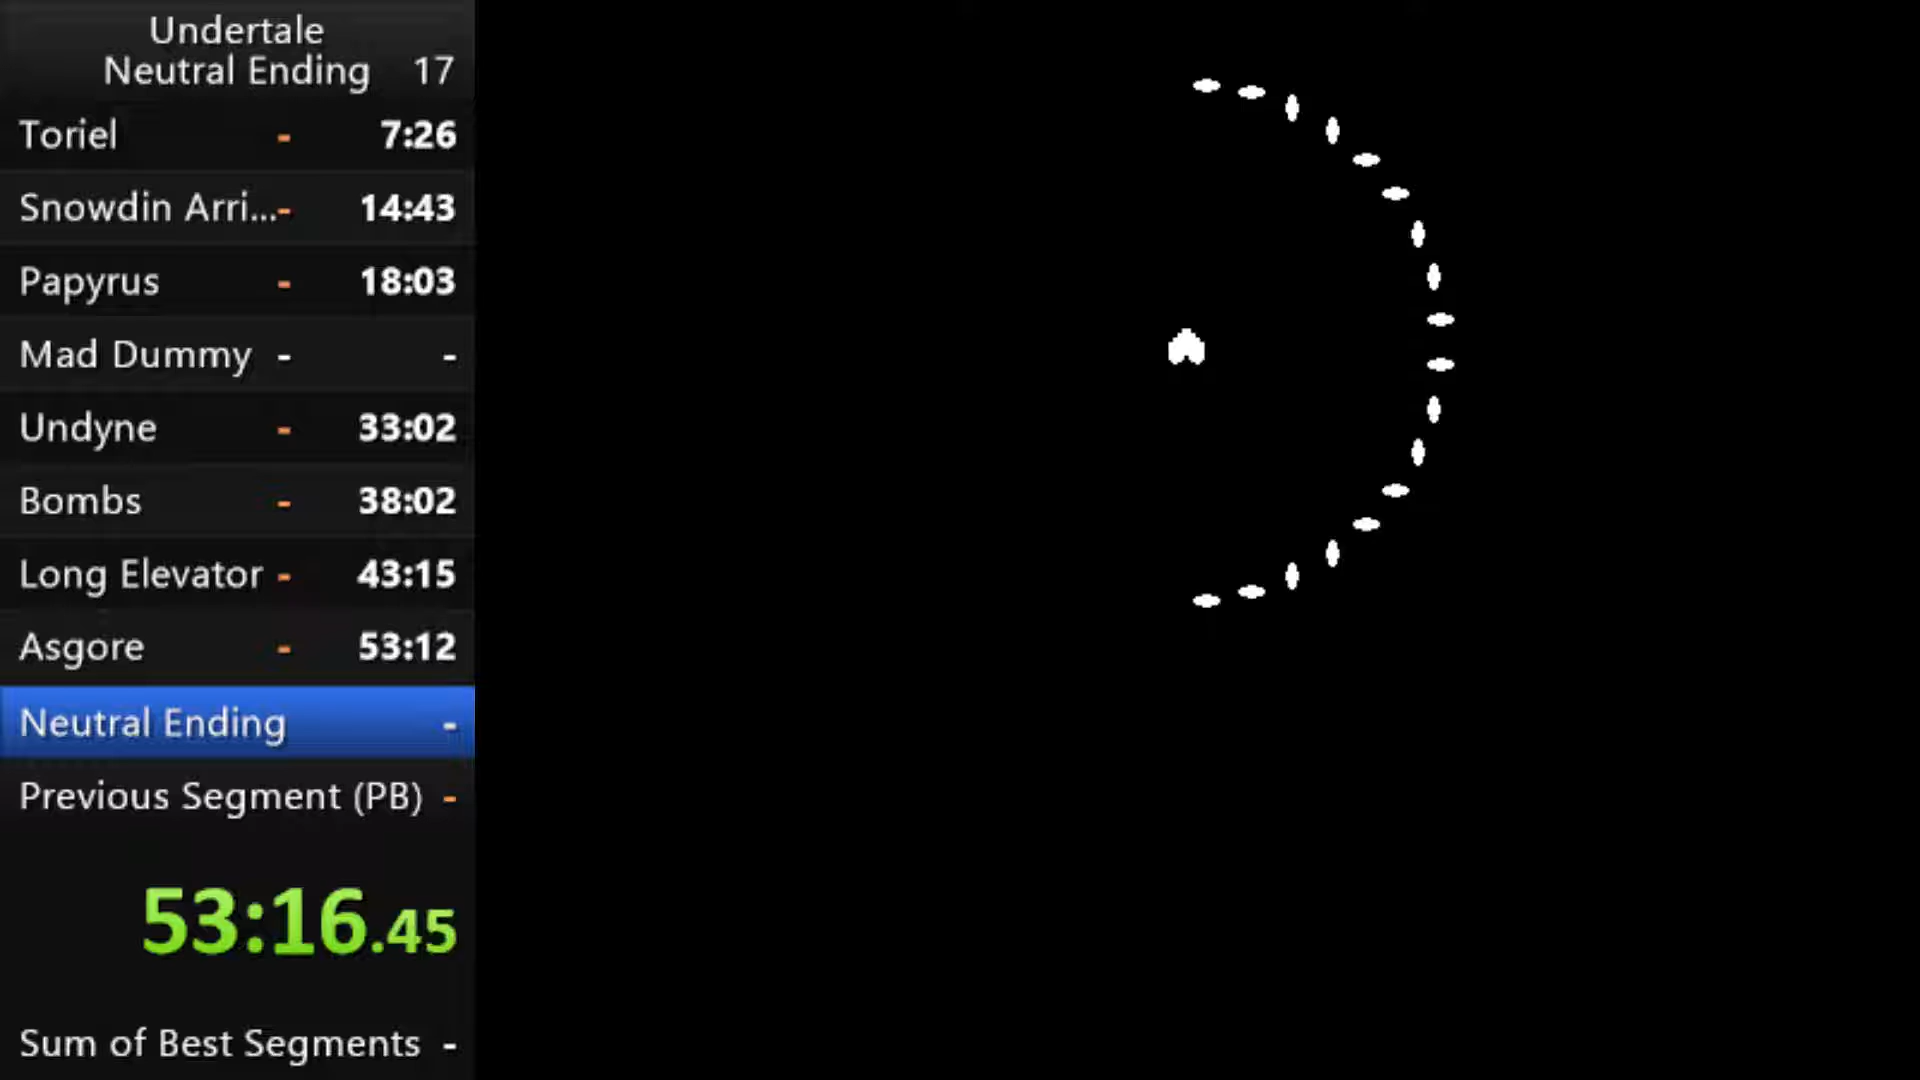 Undertale
Neutral Ending 17
Toriel - 7:26
Snowdin Arri...- 14:43
Papyrus - 18:03
Mad Dummy - -
Undyne - 33:02
Bombs - 38:02
Long Elevator - 43:15
Asgore - 53:12
Neutral Ending -
Previous Segment (PB) -
53:16.45
Sum of Best Segments -